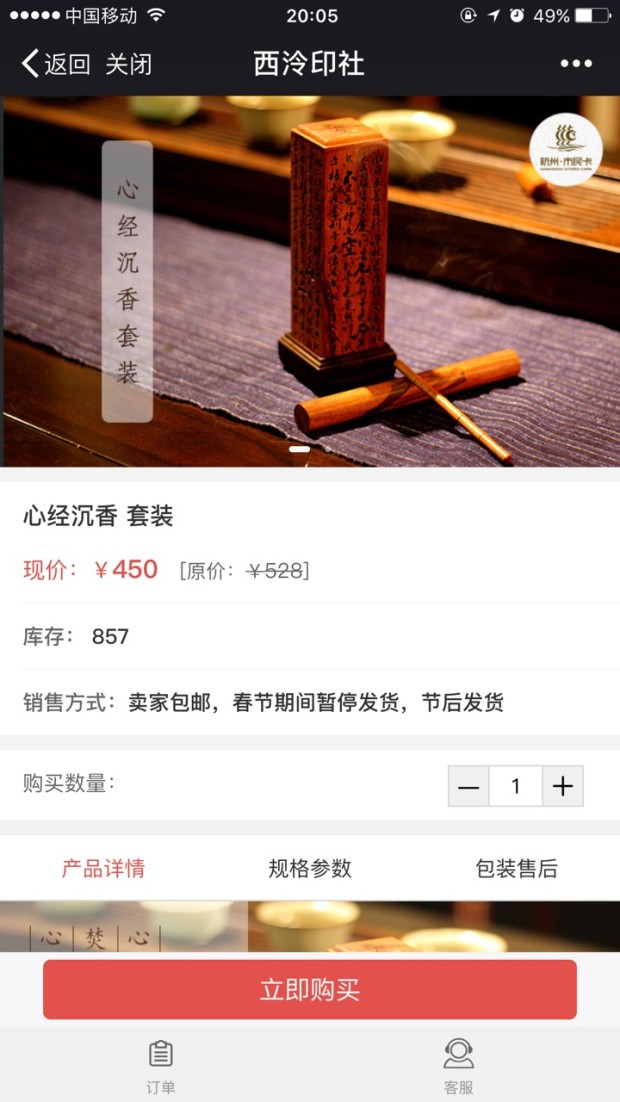 中国移动
20:05
49%
返回 关闭
西泠印社
杭州·市民卡
心经沉香套装
心经沉香 套装
现价：￥450 [原价：￥528]
库存： 857
销售方式：卖家包邮，春节期间暂停发货，节后发货
购买数量：
1
产品详情
规格参数
包装售后
心焚心
立即购买
订单
客服